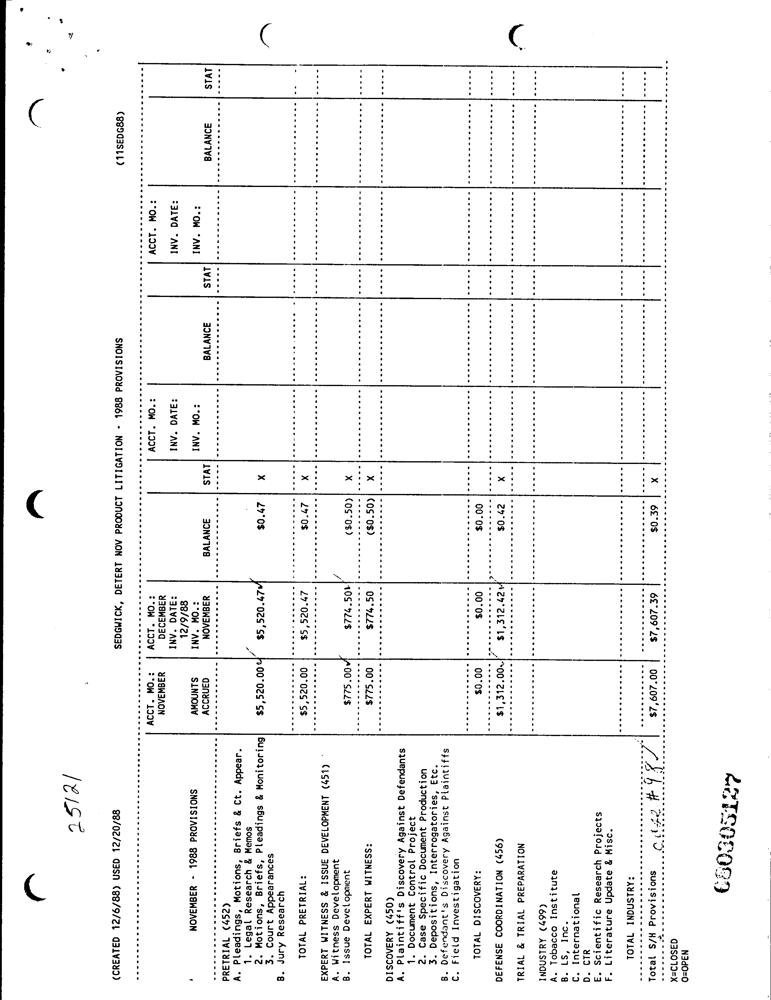 25121
(CREATED 12/6/88) USED 12/20/88 SEDGWICK, DETERT NOV PRODUCT LITIGATION - 1988 PROVISIONS (11SEDG88)
ACCT. MO.: ACCT. MO.: ACCT. MO.: ACCT. MO.:
NOVEMBER DECEMBER
INV. DATE: INV. DATE: INV. DATE:
12/9/88
NOVEMBER - 1988 PROVISIONS AMOUNTS INV. MO.: INV. MO.: INV. MO.:
ACCRUED NOVEMBER BALANCE STAT BALANCE STAT BALANCE STAT
PRETRIAL (452)
A. Pleadings, Motions, Briefs & Ct. Appear.
1. Legal Research & Memos
2. Motions, Briefs, Pleadings & Monitoring $5,520.00 $5,520.47 $0.47 X
3. Court Appearances
B. Jury Research
TOTAL PRETRIAL: $5,520.00 $5,520.47 $0.47 X
EXPERT WITNESS & ISSUE DEVELOPMENT (451)
A. Witness Development
B. Issue Development $775.00 $774.50 ($0.50) X
TOTAL EXPERT WITNESS: $775.00 $774.50 ($0.50) X
DISCOVERY (450)
A. Plaintiff's Discovery Against Defendants
1. Document Control Project
2. Case Specific Document Production
3. Depositions, Interrogatories, Etc.
B. Defendant's Discovery Against Plaintiffs
C. Field Investigation
TOTAL DISCOVERY: $0.00 $0.00 $0.00
DEFENSE COORDINATION (456) $1,312.00 $1,312.42 $0.42 X
TRIAL & TRIAL PREPARATION
INDUSTRY (499)
A. Tobacco Institute
B. LS, Inc.
C. International
D. CTR
E. Scientific Research Projects
F. Literature Update & Misc.
TOTAL INDUSTRY:
Total S/H Provisions $7,607.00 $7,607.39 $0.39 X
X=CLOSED
O=OPEN